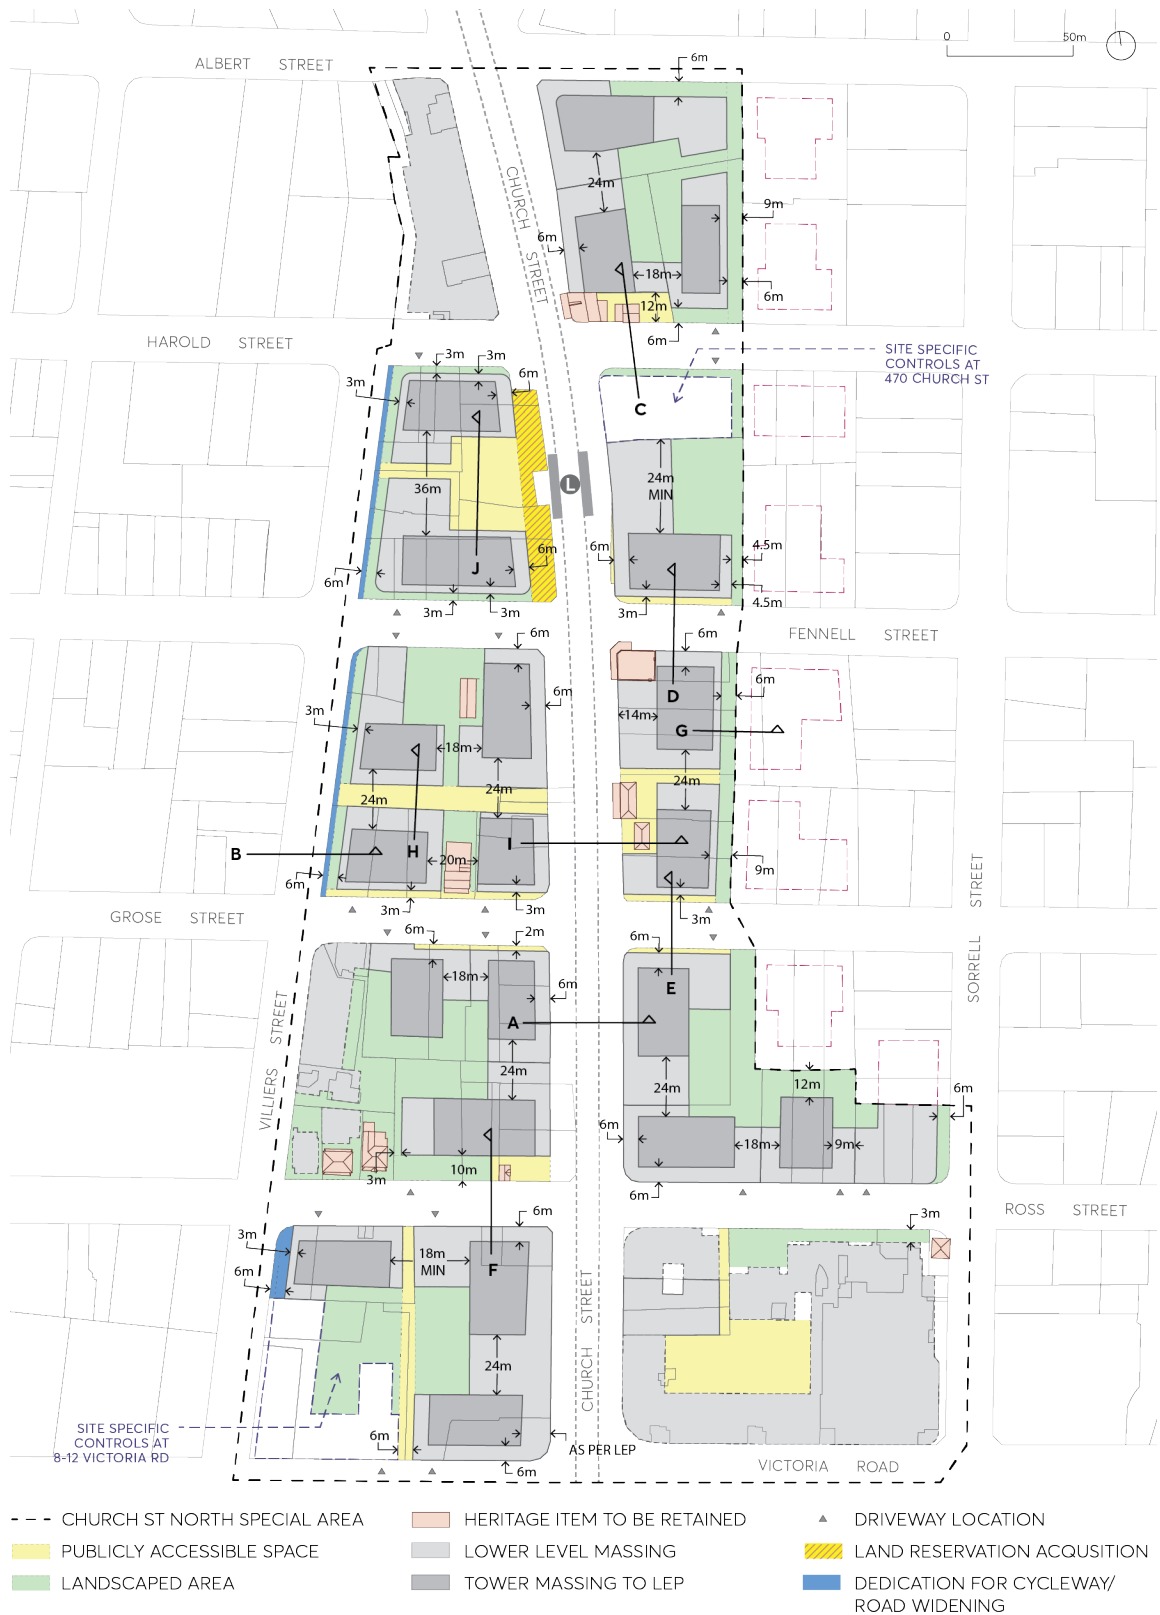 0 50m
ALBERT STREET
6m
CHURCH STREET
24m
9m
6m
18m
6m
12m
6m
HAROLD STREET
3m
3m
6m
3m
SITE SPECIFIC
CONTROLS AT
470 CHURCH ST
C
24m
MIN
36m
L
J
6m
6m
4.5m
6m
3m
3m
3m
4.5m
FENNELL STREET
6m
6m
6m
6m
D
3m
14m
G
18m
24m
24m
24m
B
H
I
20m
9m
6m
3m
3m
3m
GROSE STREET
6m
2m
6m
18m
6m
E
A
VILLIERS STREET
SORRELL STREET
24m
24m
12m
6m
6m
18m
9m
10m
3m
6m
ROSS STREET
6m
3m
3m
18m
MIN
F
6m
CHURCH STREET
24m
SITE SPECIFIC
CONTROLS AT
8-12 VICTORIA RD
6m
AS PER LEP
6m
VICTORIA ROAD
CHURCH ST NORTH SPECIAL AREA
HERITAGE ITEM TO BE RETAINED
DRIVEWAY LOCATION
PUBLICLY ACCESSIBLE SPACE
LOWER LEVEL MASSING
LAND RESERVATION ACQUSITION
LANDSCAPED AREA
TOWER MASSING TO LEP
DEDICATION FOR CYCLEWAY/
ROAD WIDENING